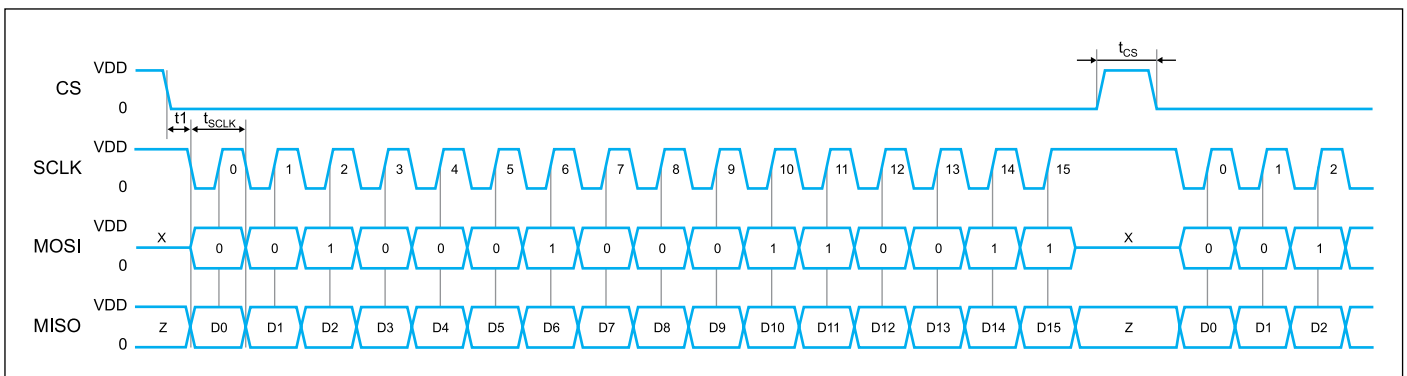 t_CS
CS VDD
0
t1 t_SCLK
SCLK VDD 0 1 2 3 4 5 6 7 8 9 10 11 12 13 14 15 0 1 2
0
MOSI VDD X 0 0 1 0 0 0 1 0 0 0 1 1 0 0 1 1 X 0 0 1
0
MISO VDD Z D0 D1 D2 D3 D4 D5 D6 D7 D8 D9 D10 D11 D12 D13 D14 D15 Z D0 D1 D2
0